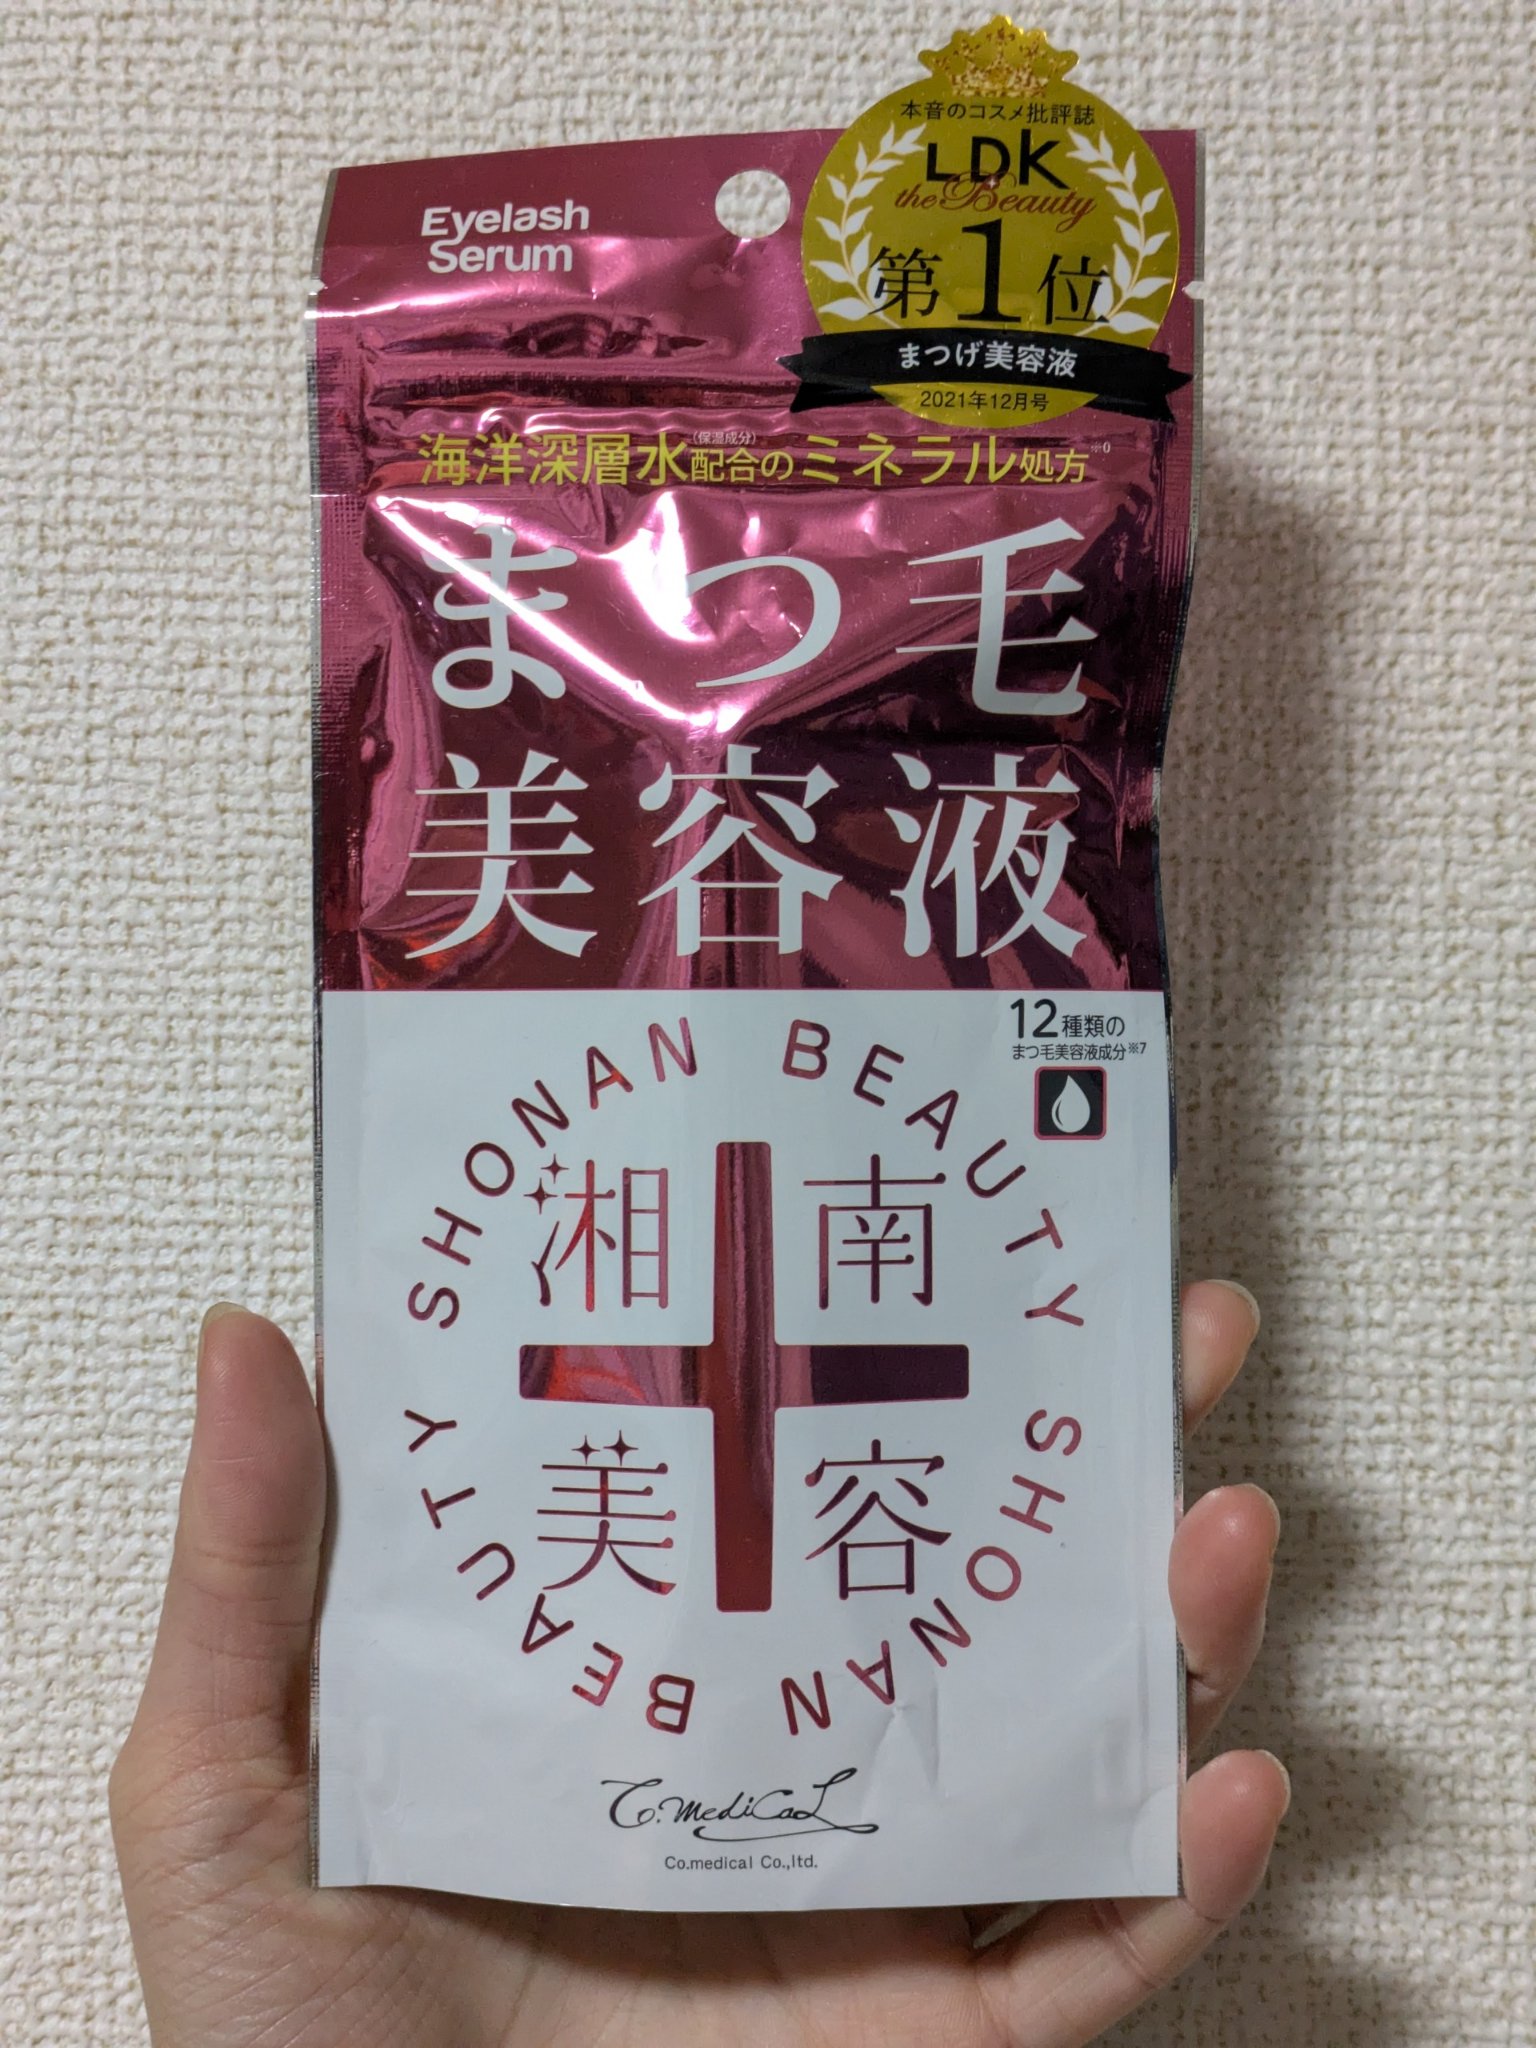 本音のコスメ批評誌
LDK
the Beauty
第1位
まつげ美容液
2021年12月号
Eyelash
Serum
海洋深層水(保湿成分)配合のミネラル処方※0
まつ毛
美容液
12種類の
まつ毛美容液成分※7
SHONAN BEAUTY SHONAN BEAUTY
湘南
美容
Co.medical
Co.medical Co.,ltd.